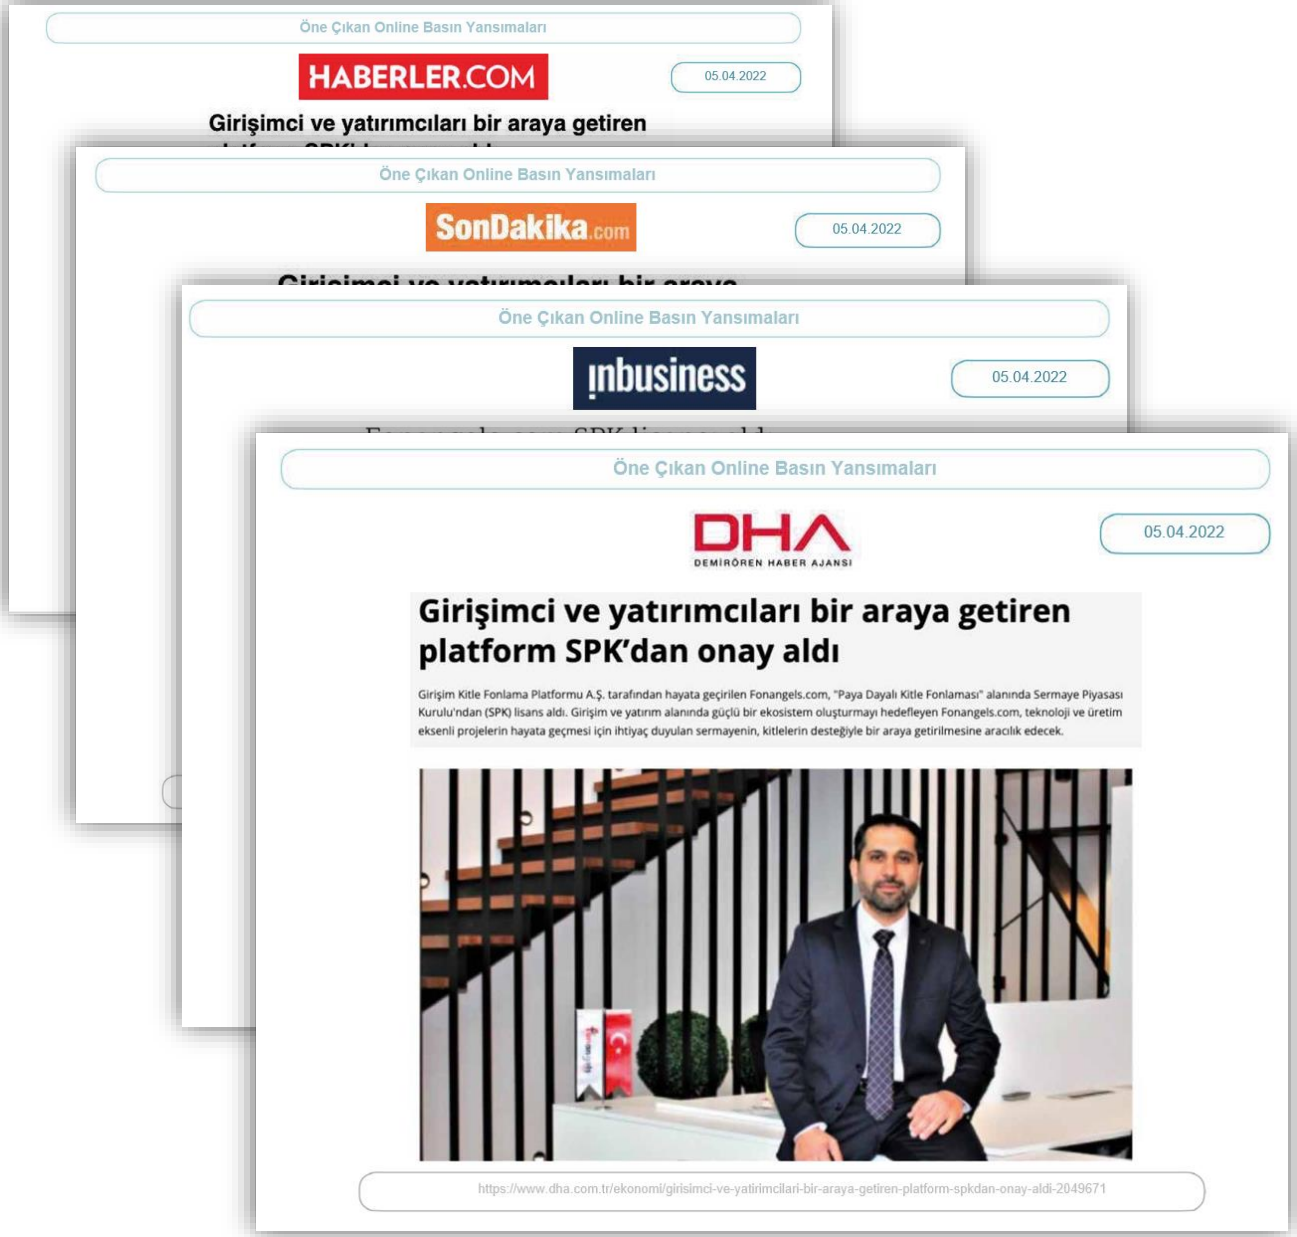 Öne Çıkan Online Basın Yansımaları
HABERLER.COM
05.04.2022
Girişimci ve yatırımcıları bir araya getiren
Öne Çıkan Online Basın Yansımaları
SonDakika.com
05.04.2022
Girişimci ve yatırımcıları bir araya
Öne Çıkan Online Basın Yansımaları
inbusiness
05.04.2022
Öne Çıkan Online Basın Yansımaları
DHA
DEMİRÖREN HABER AJANSI
05.04.2022
Girişimci ve yatırımcıları bir araya getiren
platform SPK’dan onay aldı
Girişim Kitle Fonlama Platformu A.Ş. tarafından hayata geçirilen Fonangels.com, "Paya Dayalı Kitle Fonlaması" alanında Sermaye Piyasası
Kurulu'ndan (SPK) lisans aldı. Girişim ve yatırım alanında güçlü bir ekosistem oluşturmayı hedefleyen Fonangels.com, teknoloji ve üretim
eksenli projelerin hayata geçmesi için ihtiyaç duyulan sermayenin, kitlelerin desteğiyle bir araya getirilmesine aracılık edecek.
https://www.dha.com.tr/ekonomi/girisimci-ve-yatirimcilari-bir-araya-getiren-platform-spkdan-onay-aldi-2049671